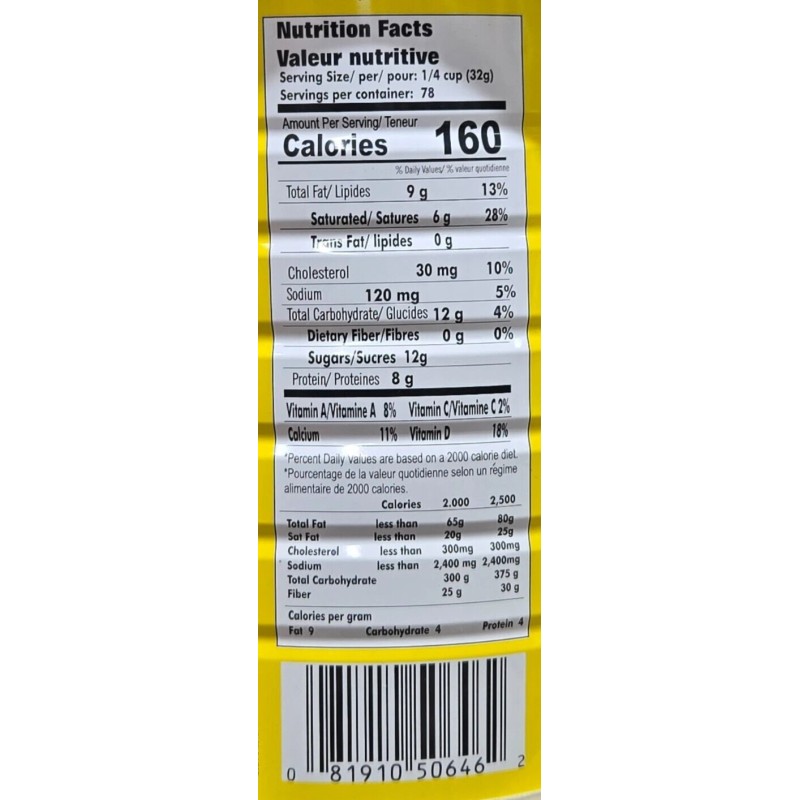 Nutrition Facts
Valeur nutritive
Serving Size/ per/ pour: 1/4 cup (32g)
Servings per container: 78
Amount Per Serving/ Teneur
Calories 160
% Daily Values/ % valeur quotidienne
Total Fat/ Lipides 9 g 13%
Saturated/ Satures 6 g 28%
Trans Fat/ lipides 0 g
Cholesterol 30 mg 10%
Sodium 120 mg 5%
Total Carbohydrate/ Glucides 12 g 4%
Dietary Fiber/Fibres 0 g 0%
Sugars/Sucres 12g
Protein/ Proteines 8 g
Vitamin A/Vitamine A 8% Vitamin C/Vitamine C 2%
Calcium 11% Vitamin D 18%
*Percent Daily Values are based on a 2000 calorie diet.
*Pourcentage de la valeur quotidienne selon un régime
alimentaire de 2000 calories.
Calories 2.000 2,500
Total Fat less than 65g 80g
Sat Fat less than 20g 25g
Cholesterol less than 300mg 300mg
Sodium less than 2,400 mg 2,400mg
Total Carbohydrate 300 g 375 g
Fiber 25 g 30 g
Calories per gram
Fat 9 Carbohydrate 4 Protein 4
0 81910 50646 2